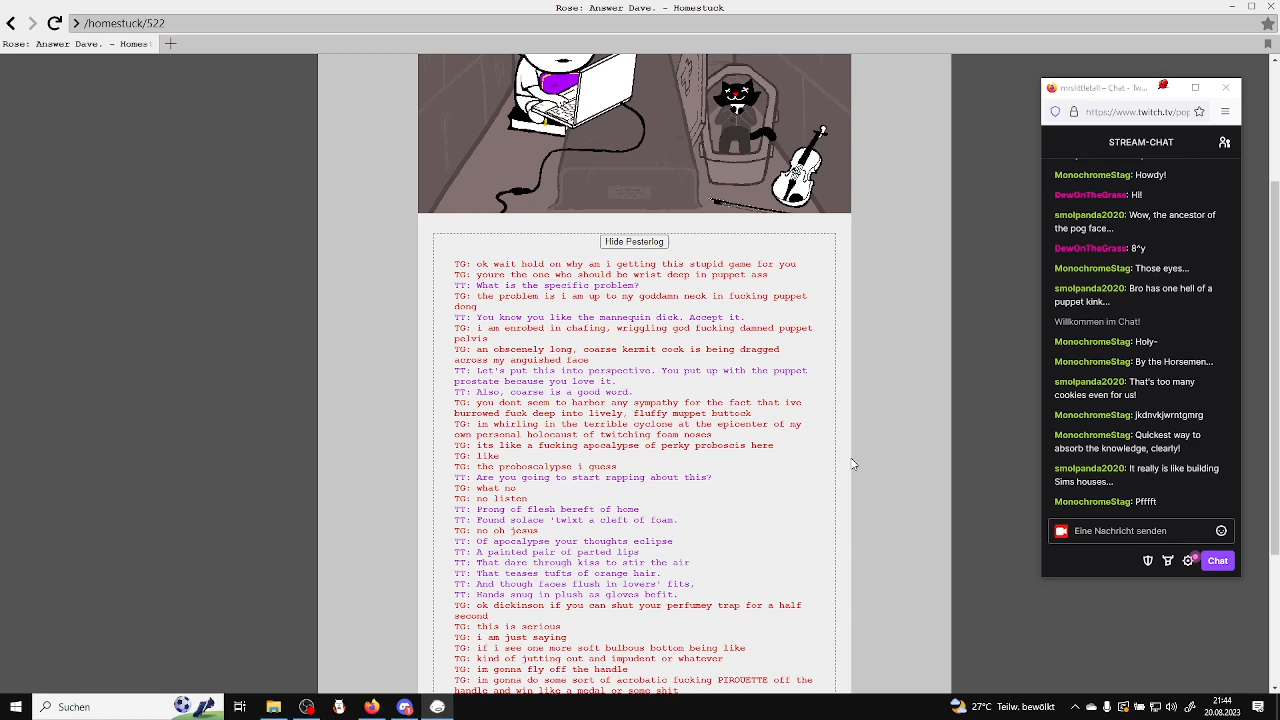 Rose: Answer Dave. - Homestuck
/homestuck/522
Rose: Answer Dave. - Homest
Hide Pesterlog
TG: ok wait hold on why am i getting this stupid game for you
TG: youre the one who should be wrist deep in puppet ass
TT: What is the specific problem?
TG: the problem is i am up to my goddamn neck in fucking puppet
dong
TT: You know you like the mannequin dick. Accept it.
TG: i am enrobed in chafing, wriggling god fucking damned puppet
pelvis
TG: an obscenely long, coarse kermit cock is being dragged
across my anguished face
TT: Let's put this into perspective. You put up with the puppet
prostate because you love it.
TT: Also, coarse is a good word.
TG: you dont seem to harbor any sympathy for the fact that ive
burrowed fuck deep into lively, fluffy muppet buttock
TG: im whirling in the terrible cyclone at the epicenter of my
own personal holocaust of twitching foam noses
TG: its like a fucking apocalypse of perky proboscis here
TG: like
TG: the proboscalypse i guess
TT: Are you going to start rapping about this?
TG: what no
TG: no listen
TT: Prong of flesh bereft of home
TT: Found solace 'twixt a cleft of foam.
TG: no oh jesus
TT: Of apocalypse your thoughts eclipse
TT: A painted pair of parted lips
TT: That dare through kiss to stir the air
TT: That teases tufts of orange hair.
TT: And though faces flush in lovers' fits,
TT: Hands snug in plush as gloves befit.
TG: ok dickinson if you can shut your perfumey trap for a half
second
TG: this is serious
TG: i am just saying
TG: if i see one more soft bulbous bottom being like
TG: kind of jutting out and impudent or whatever
TG: im gonna fly off the handle
TG: im gonna do some sort of acrobatic fucking PIROUETTE off the
handle and win like a medal or some shit
mrslittletall – Chat - Tw...
https://www.twitch.tv/pop
STREAM-CHAT
MonochromeStag: Howdy!
DewOnTheGrass: Hi!
smolpanda2020: Wow, the ancestor of
the pog face...
DewOnTheGrass: 8^y
MonochromeStag: Those eyes...
smolpanda2020: Bro has one hell of a
puppet kink...
Willkommen im Chat!
MonochromeStag: Holy-
MonochromeStag: By the Horsemen...
smolpanda2020: That's too many
cookies even for us!
MonochromeStag: jkdnvkjwrntgmrg
MonochromeStag: Quickest way to
absorb the knowledge, clearly!
smolpanda2020: It really is like building
Sims houses...
MonochromeStag: Pfffft
Eine Nachricht senden
Chat
Suchen
27°C Teilw. bewölkt
21:44
20.08.2023